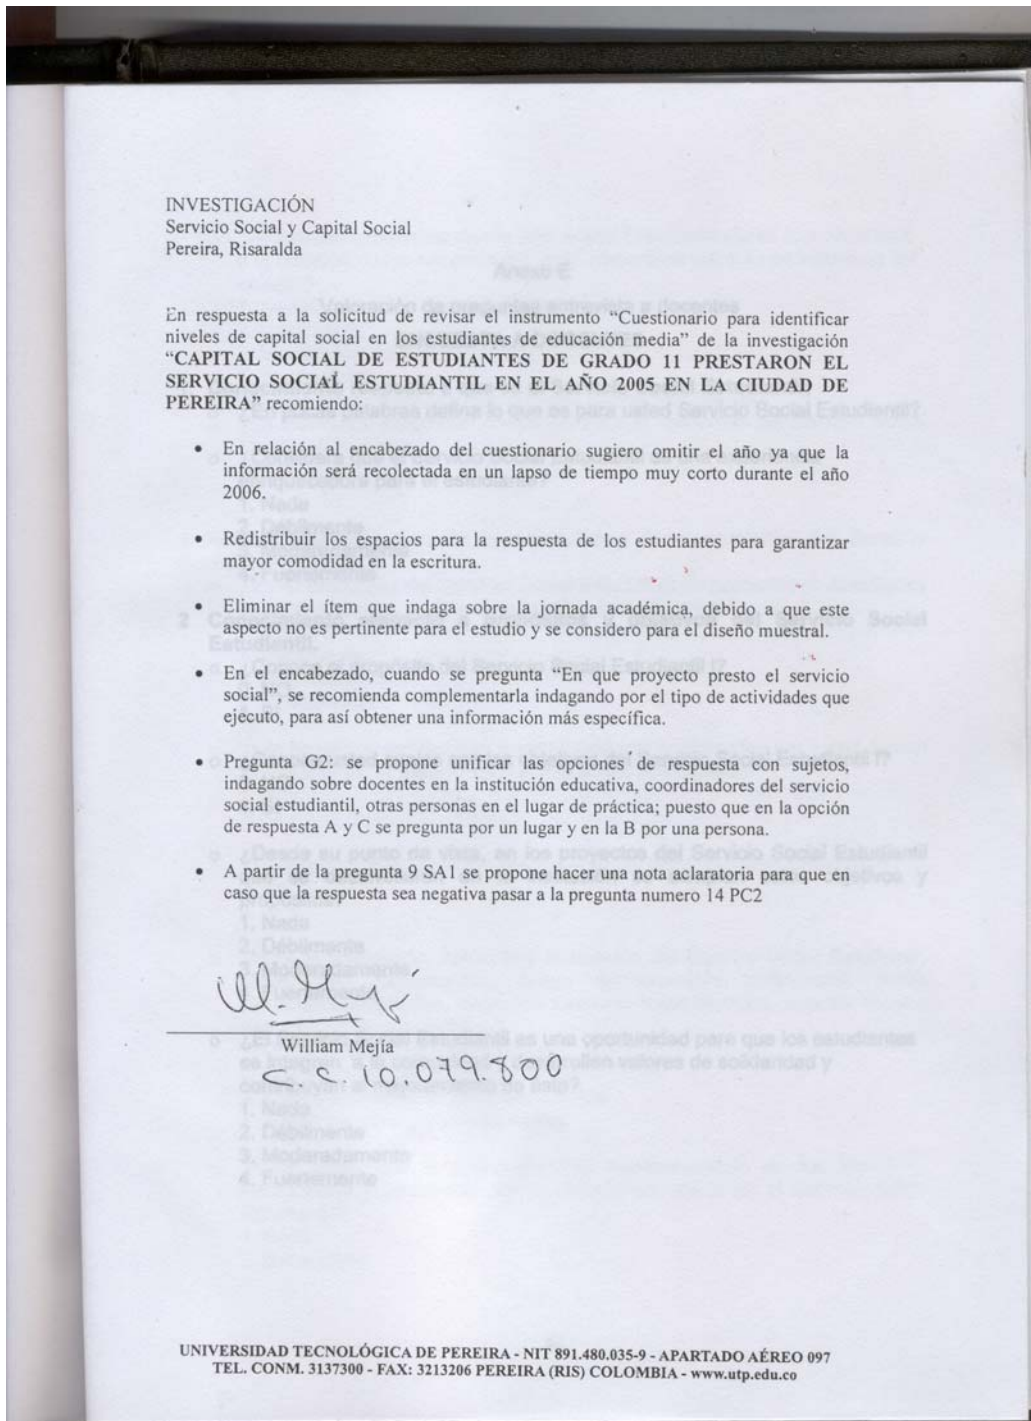 INVESTIGACIÓN
Servicio Social y Capital Social
Pereira, Risaralda
Anexo E
En respuesta a la solicitud de revisar el instrumento “Cuestionario para identificar
niveles de capital social en los estudiantes de educación media” de la investigación
“CAPITAL SOCIAL DE ESTUDIANTES DE GRADO 11 PRESTARON EL
SERVICIO SOCIAL ESTUDIANTIL EN EL AÑO 2005 EN LA CIUDAD DE
PEREIRA” recomiendo:
• En relación al encabezado del cuestionario sugiero omitir el año ya que la
información será recolectada en un lapso de tiempo muy corto durante el año
2006.
• Redistribuir los espacios para la respuesta de los estudiantes para garantizar
mayor comodidad en la escritura.
• Eliminar el ítem que indaga sobre la jornada académica, debido a que este
aspecto no es pertinente para el estudio y se considero para el diseño muestral.
• En el encabezado, cuando se pregunta “En que proyecto presto el servicio
social”, se recomienda complementarla indagando por el tipo de actividades que
ejecuto, para así obtener una información más específica.
• Pregunta G2: se propone unificar las opciones de respuesta con sujetos,
indagando sobre docentes en la institución educativa, coordinadores del servicio
social estudiantil, otras personas en el lugar de práctica; puesto que en la opción
de respuesta A y C se pregunta por un lugar y en la B por una persona.
• A partir de la pregunta 9 SA1 se propone hacer una nota aclaratoria para que en
caso que la respuesta sea negativa pasar a la pregunta numero 14 PC2
W. Mejía
William Mejía
C.C. 10.079.800
1. Nada
2. Débilmente
3. Moderadamente
4. Fuertemente
UNIVERSIDAD TECNOLÓGICA DE PEREIRA - NIT 891.480.035-9 - APARTADO AÉREO 097
TEL. CONM. 3137300 - FAX: 3213206 PEREIRA (RIS) COLOMBIA - www.utp.edu.co